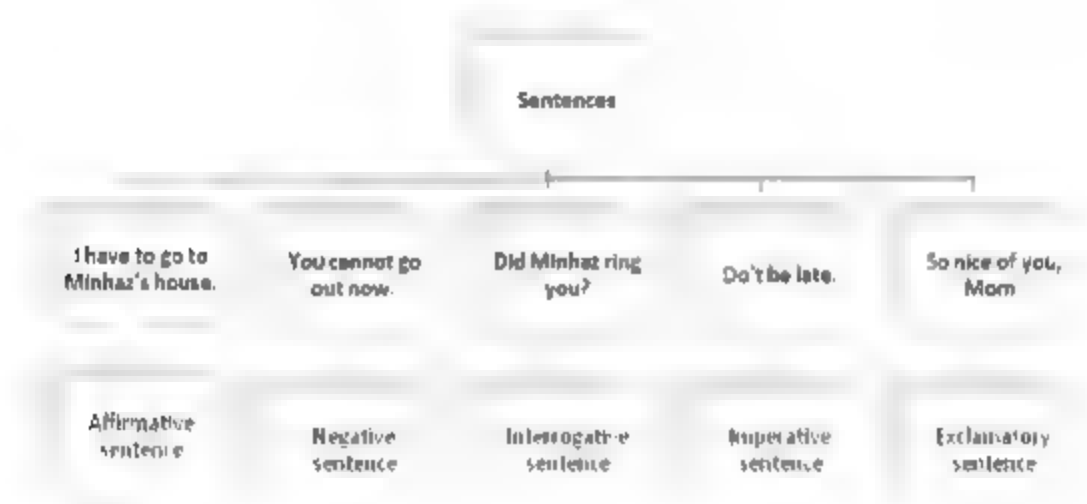 Sentences
I have to go to
Minhaz's house.
You cannot go
out now.
Did Minhaz ring
you?
Do't be late.
So nice of you,
Mom
Affirmative
sentence
Negative
sentence
Interrogative
sentence
Imperative
sentence
Exclamatory
sentence